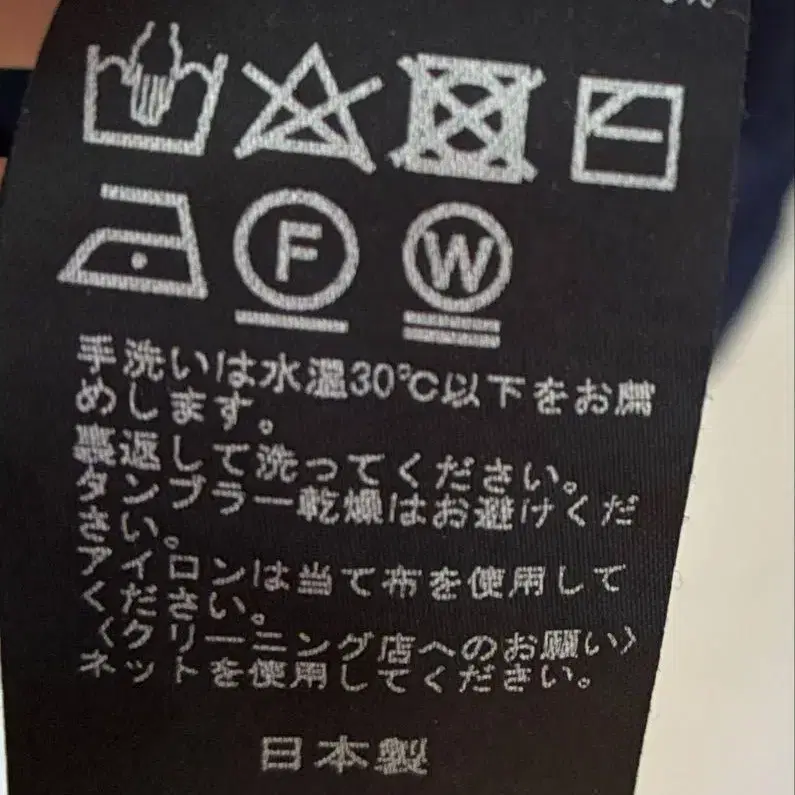 F W
手洗いは水温30℃以下をお薦
めします。
裏返して洗ってください。
タンブラー乾燥はお避けくだ
さい。
アイロンは当て布を使用して
ください。
〈クリーニング店へのお願い〉
ネットを使用してください。
日本製